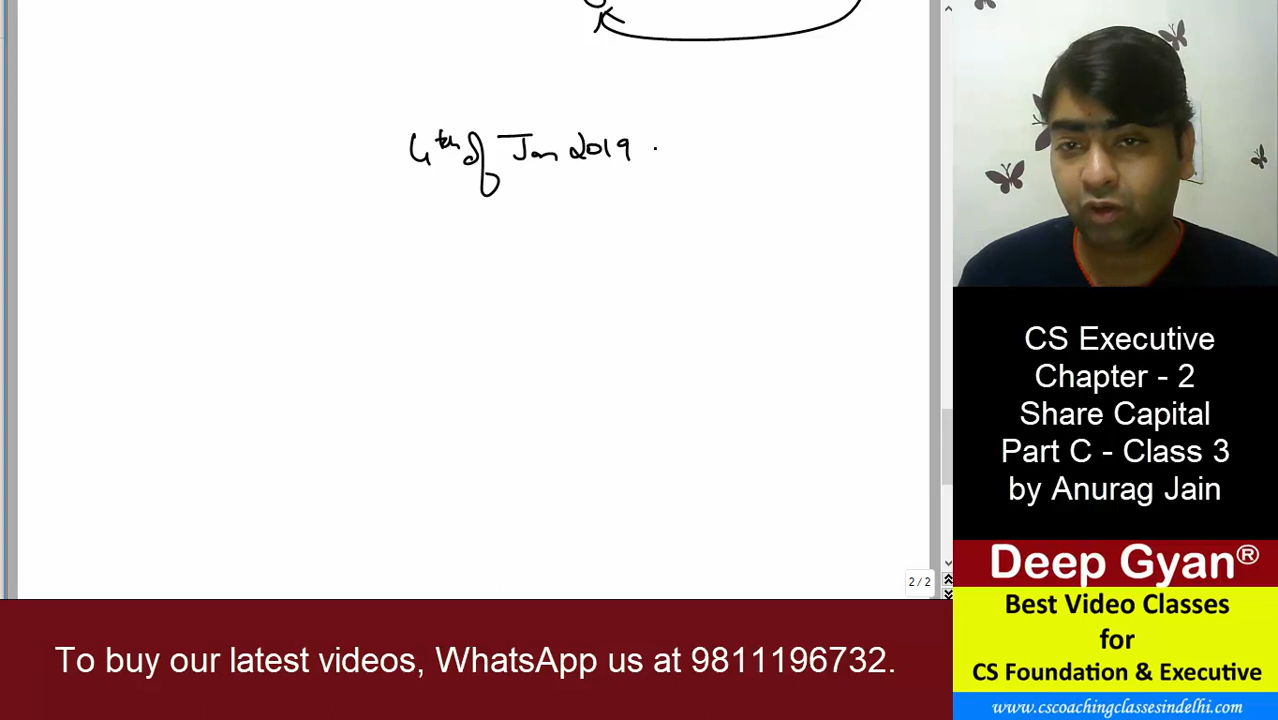 4th of Jan 2019
2/2
CS Executive
Chapter - 2
Share Capital
Part C - Class 3
by Anurag Jain
Deep Gyan®
Best Video Classes
for
CS Foundation & Executive
www.cscoachingclassesindelhi.com
To buy our latest videos, WhatsApp us at 9811196732.